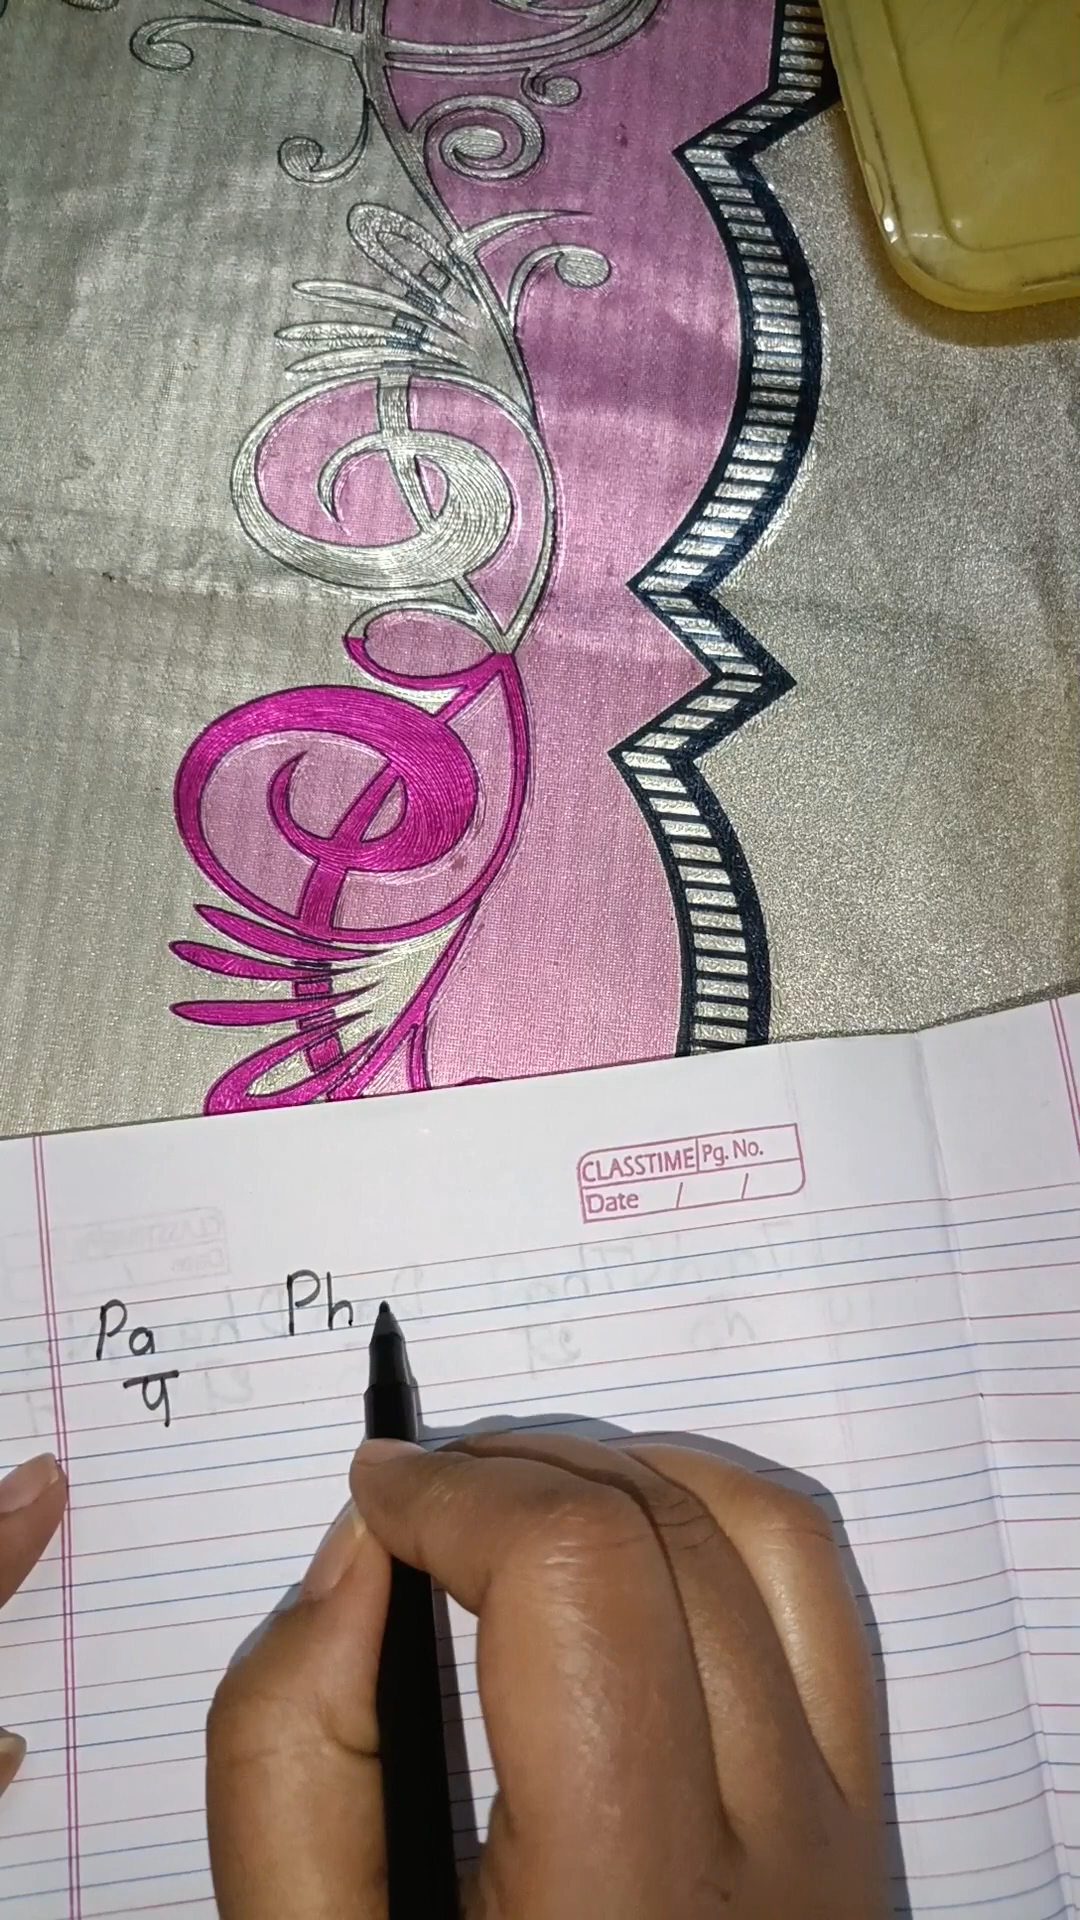 CLASSTIME Pg. No.
Date / /
Pa Ph
प